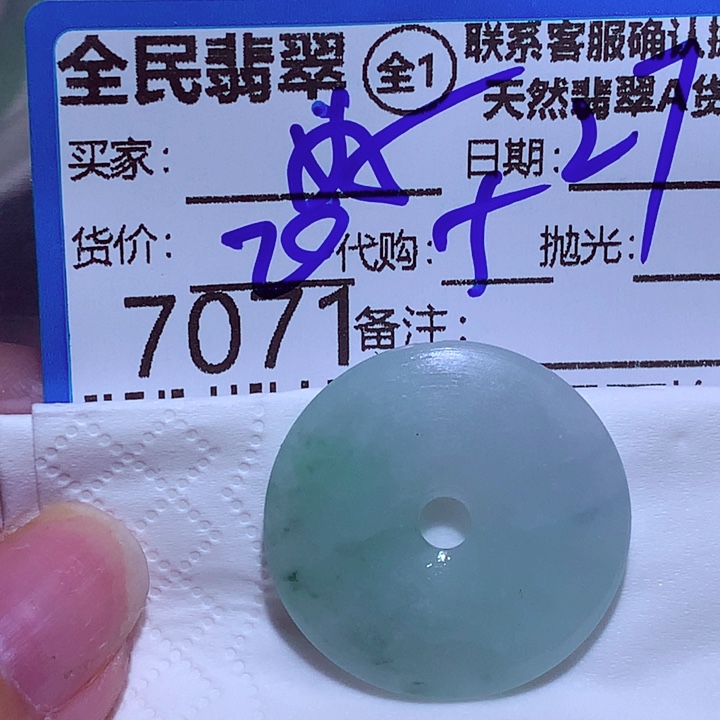 全民翡翠 全1 联系客服确认
天然翡翠A货
买家： 日期：27
货价： 代购： 抛光：
7071 备注：